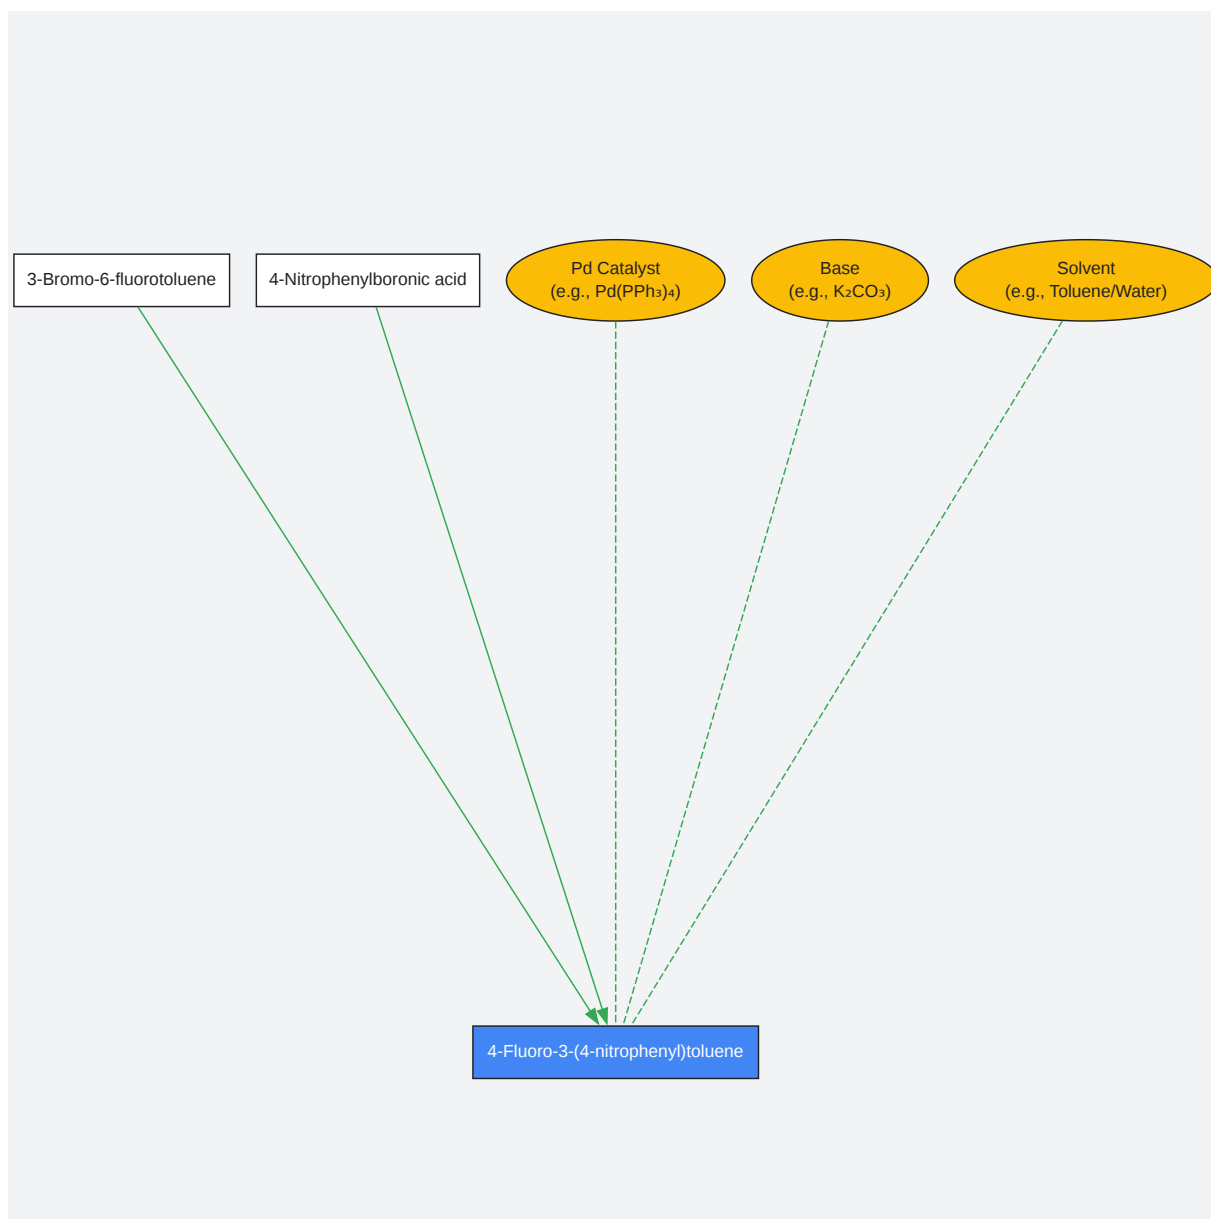 3-Bromo-6-fluorotoluene
4-Nitrophenylboronic acid
Pd Catalyst
(e.g., Pd(PPh₃)₄)
Base
(e.g., K₂CO₃)
Solvent
(e.g., Toluene/Water)
4-Fluoro-3-(4-nitrophenyl)toluene